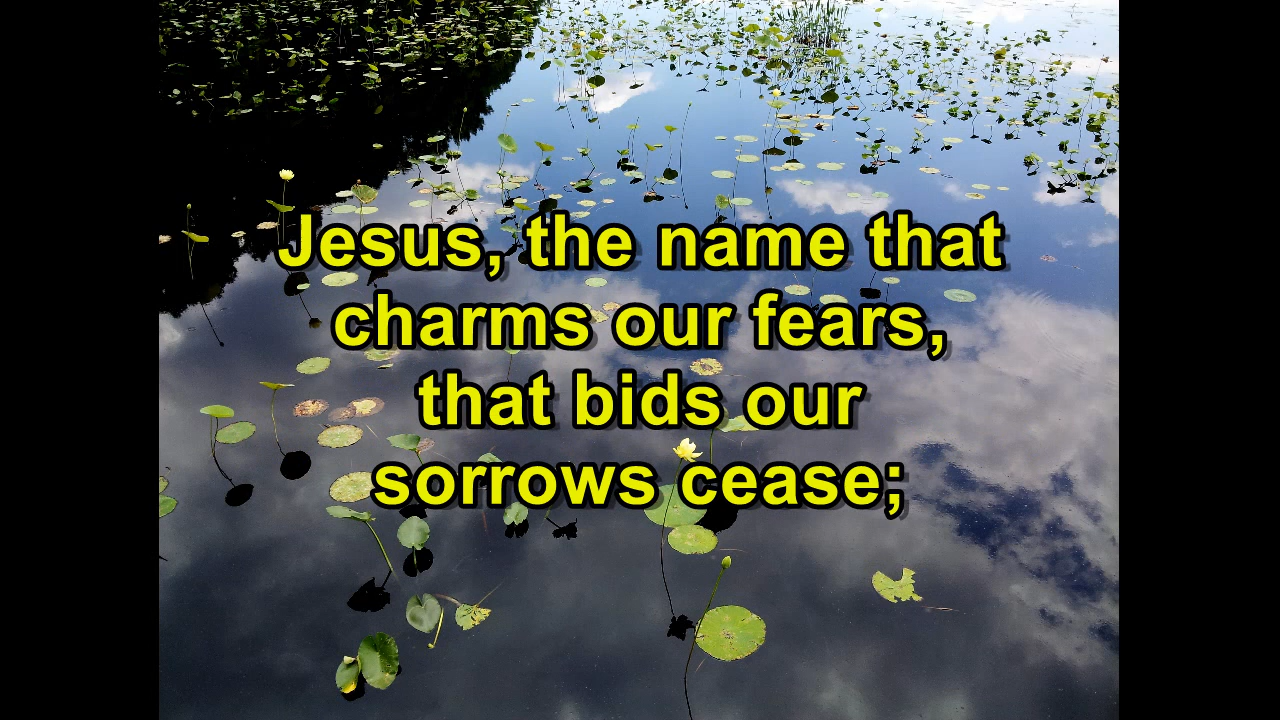 Jesus, the name that
charms our fears,
that bids our
sorrows cease;